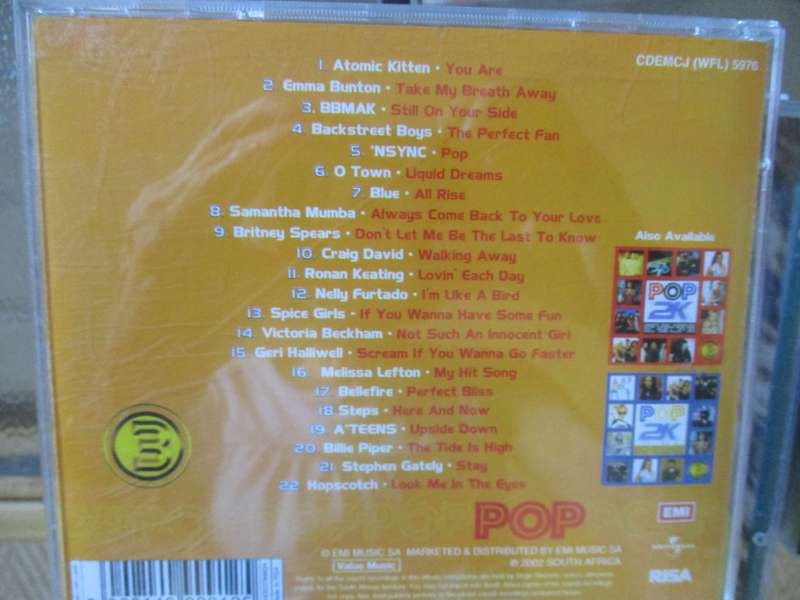 CDEMCJ (WFL) 5976
1. Atomic Kitten • You Are
2. Emma Bunton • Take My Breath Away
3. BBMAK • Still On Your Side
4. Backstreet Boys • The Perfect Fan
5. *NSYNC • Pop
6. O Town • Liquid Dreams
7. Blue • All Rise
8. Samantha Mumba • Always Come Back To Your Love
9. Britney Spears • Don't Let Me Be The Last To Know
10. Craig David • Walking Away
11. Ronan Keating • Lovin' Each Day
12. Nelly Furtado • I'm Like A Bird
13. Spice Girls • If You Wanna Have Some Fun
14. Victoria Beckham • Not Such An Innocent Girl
15. Geri Halliwell • Scream If You Wanna Go Faster
16. Melissa Lefton • My Hit Song
17. Bellefire • Perfect Bliss
18 Steps • Here And Now
19. A*TEENS • Upside Down
20. Billie Piper • The Tide Is High
21. Stephen Gately • Stay
22. Hopscotch • Look Me In The Eyes
Also Available
POP
2K
POP
2K
POP
EMI
© EMI MUSIC SA MARKETED & DISTRIBUTED BY EMI MUSIC SA
Value Music
℗ 2002 SOUTH AFRICA
UNIVERSAL
RISA